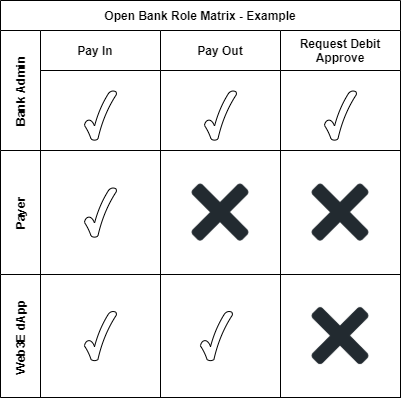 Open Bank Role Matrix - Example
Pay In
Pay Out
Request Debit
Approve
Bank Admin
Payer
Web3E dApp